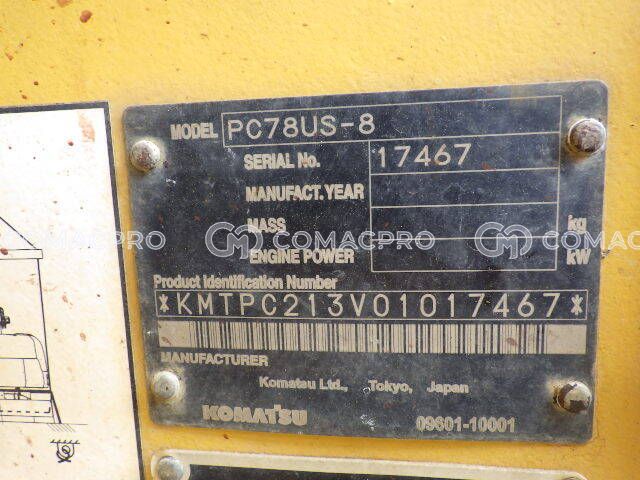 MODEL PC78US-8
SERIAL No. 17467
MANUFACT. YEAR
MASS kg
COMACPRO COMACPRO COMACPRO
ENGINE POWER kW
Product Identification Number
*KMTPC213V01017467*
MANUFACTURER
Komatsu Ltd., Tokyo, Japan
KOMATSU 09601-10001